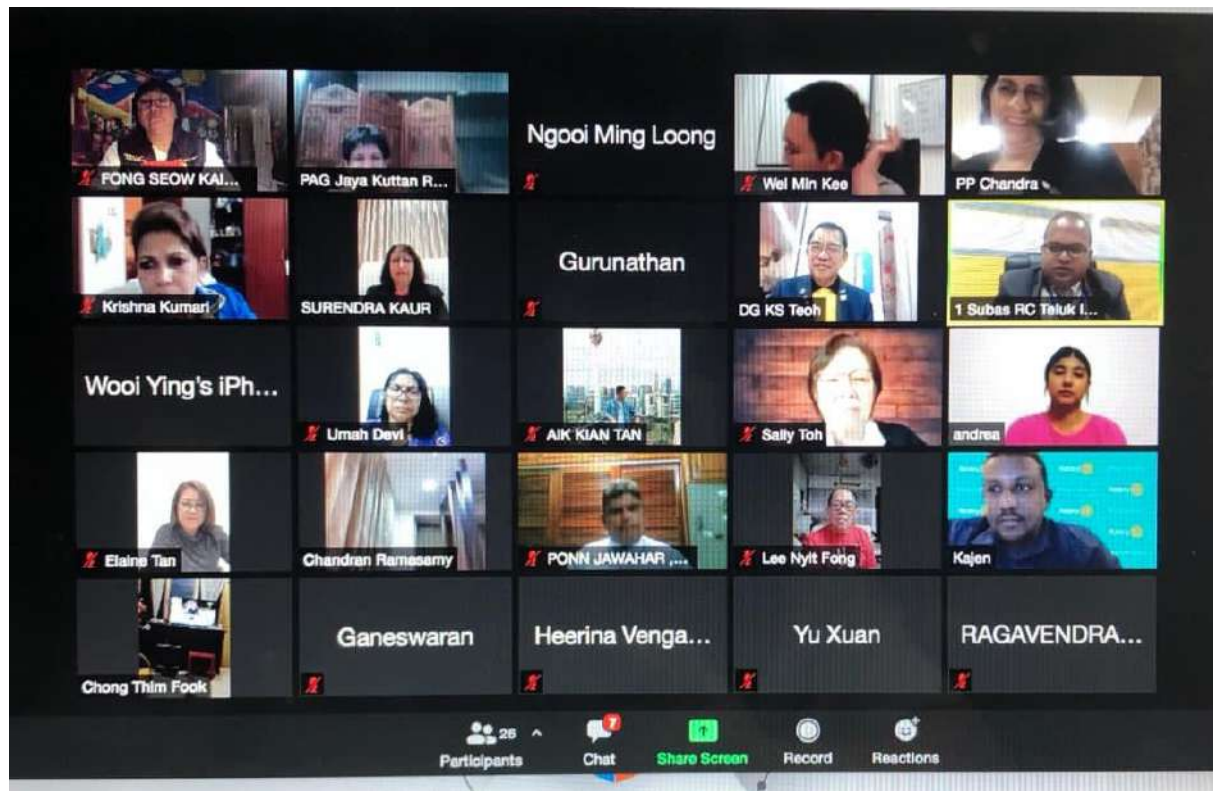 FONG SEOW KAI...
PAG Jaya Kuttan R...
Ngooi Ming Loong
Wei Min Kee
PP Chandra
Krishna Kumari
SURENDRA KAUR
Gurunathan
DG KS Teoh
1 Subas RC Teluk I...
Wooi Ying's iPh...
Umah Devi
AIK KIAN TAN
Sally Toh
andrea
Elaine Tan
Chandran Ramasamy
PONN JAWAHAR ,...
Lee Nyit Fong
Kajen
Chong Thim Fook
Ganeswaran
Heerina Venga...
Yu Xuan
RAGAVENDRA...
26
7
Participants
Chat
Share Screen
Record
Reactions